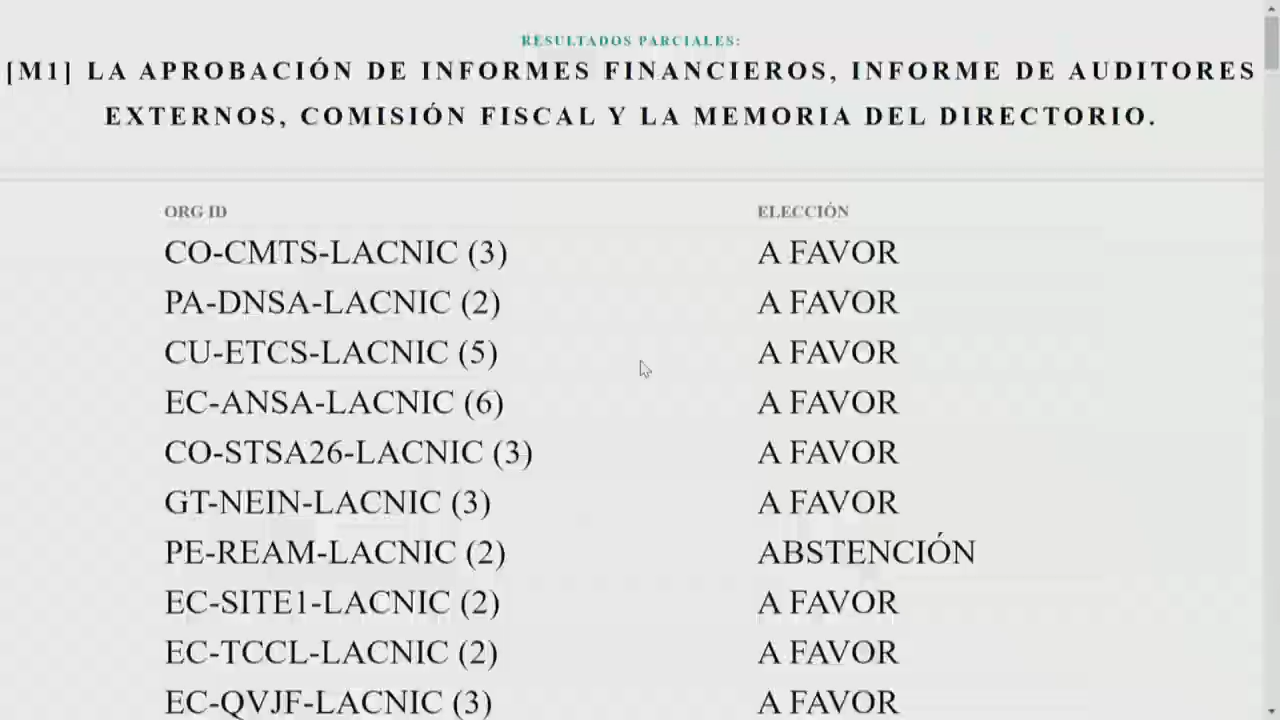 RESULTADOS PARCIALES:
[M1] LA APROBACIÓN DE INFORMES FINANCIEROS, INFORME DE AUDITORES
EXTERNOS, COMISIÓN FISCAL Y LA MEMORIA DEL DIRECTORIO.
ORG ID ELECCIÓN
CO-CMTS-LACNIC (3) A FAVOR
PA-DNSA-LACNIC (2) A FAVOR
CU-ETCS-LACNIC (5) A FAVOR
EC-ANSA-LACNIC (6) A FAVOR
CO-STSA26-LACNIC (3) A FAVOR
GT-NEIN-LACNIC (3) A FAVOR
PE-REAM-LACNIC (2) ABSTENCIÓN
EC-SITE1-LACNIC (2) A FAVOR
EC-TCCL-LACNIC (2) A FAVOR
EC-QVJF-LACNIC (3) A FAVOR